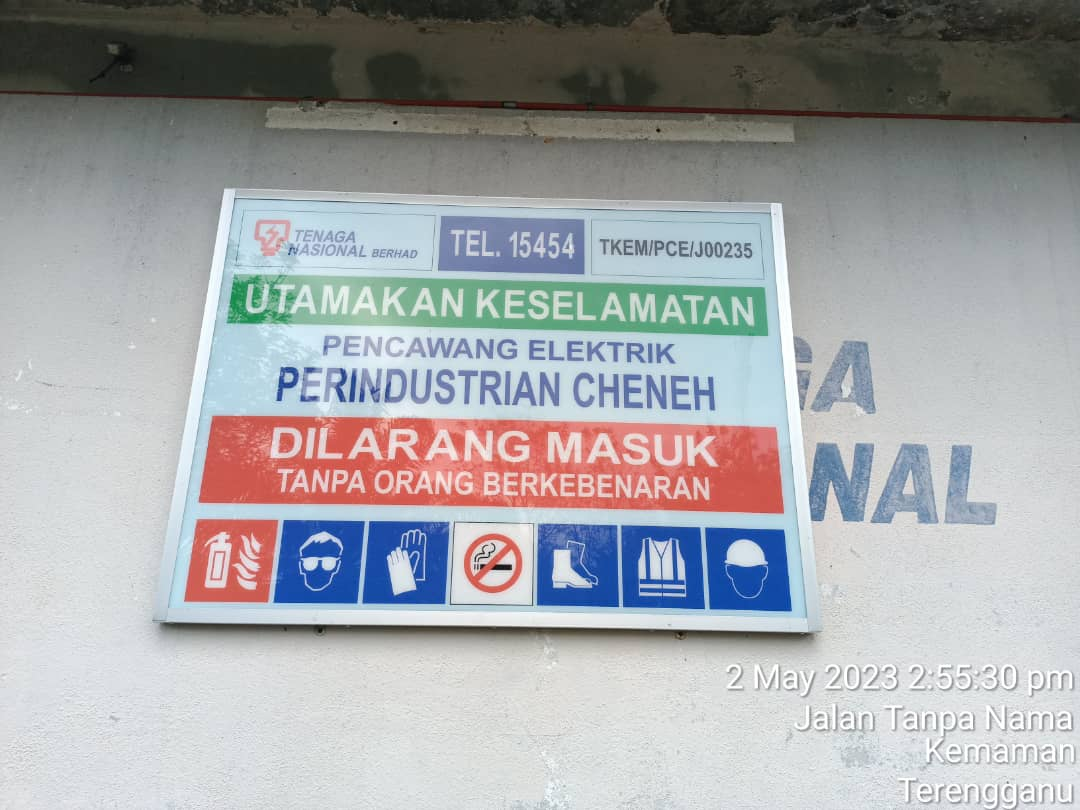 TENAGA
NASIONAL BERHAD
TEL. 15454
TKEM/PCE/J00235
UTAMAKAN KESELAMATAN
PENCAWANG ELEKTRIK
PERINDUSTRIAN CHENEH
DILARANG MASUK
TANPA ORANG BERKEBENARAN
GA
NAL
2 May 2023 2:55:30 pm
Jalan Tanpa Nama
Kemaman
Terengganu